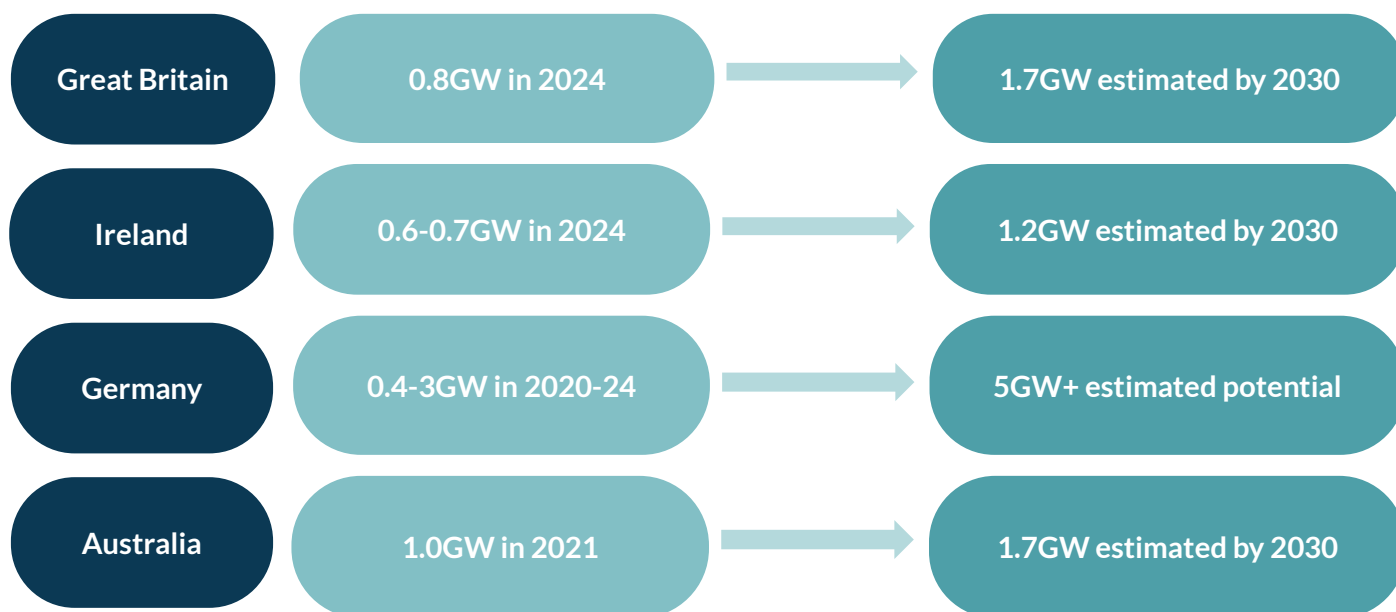 Great Britain
0.8GW in 2024
1.7GW estimated by 2030
Ireland
0.6-0.7GW in 2024
1.2GW estimated by 2030
Germany
0.4-3GW in 2020-24
5GW+ estimated potential
Australia
1.0GW in 2021
1.7GW estimated by 2030